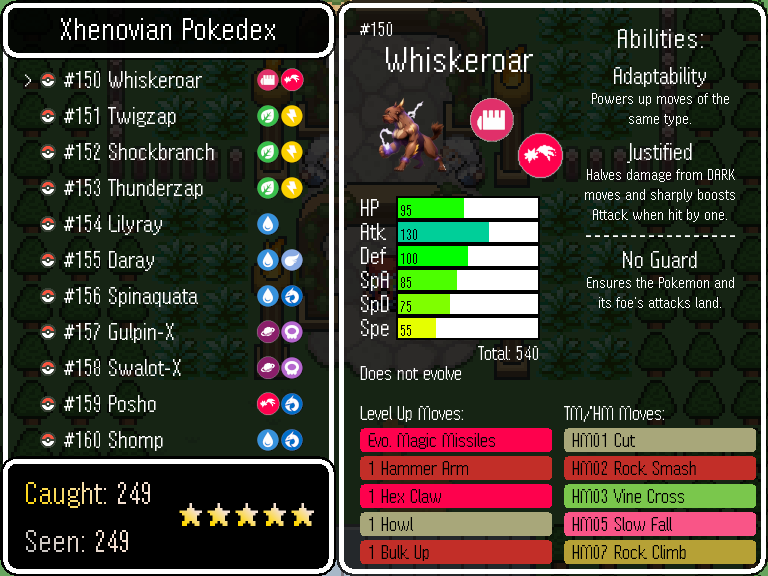 Xhenovian Pokedex
> #150 Whiskeroar
#151 Twigzap
#152 Shockbranch
#153 Thunderzap
#154 Lilyray
#155 Daray
#156 Spinaquata
#157 Gulpin-X
#158 Swalot-X
#159 Posho
#160 Shomp
Caught: 249
Seen: 249
#150
Whiskeroar
HP 95
Atk 130
Def 100
SpA 85
SpD 75
Spe 55
Total: 540
Does not evolve
Abilities:
Adaptability
Powers up moves of the
same type.
Justified
Halves damage from DARK
moves and sharply boosts
Attack when hit by one.
No Guard
Ensures the Pokemon and
its foe's attacks land.
Level Up Moves:
Evo. Magic Missiles
1 Hammer Arm
1 Hex Claw
1 Howl
1 Bulk Up
TM/HM Moves:
HM01 Cut
HM02 Rock Smash
HM03 Vine Cross
HM05 Slow Fall
HM07 Rock Climb